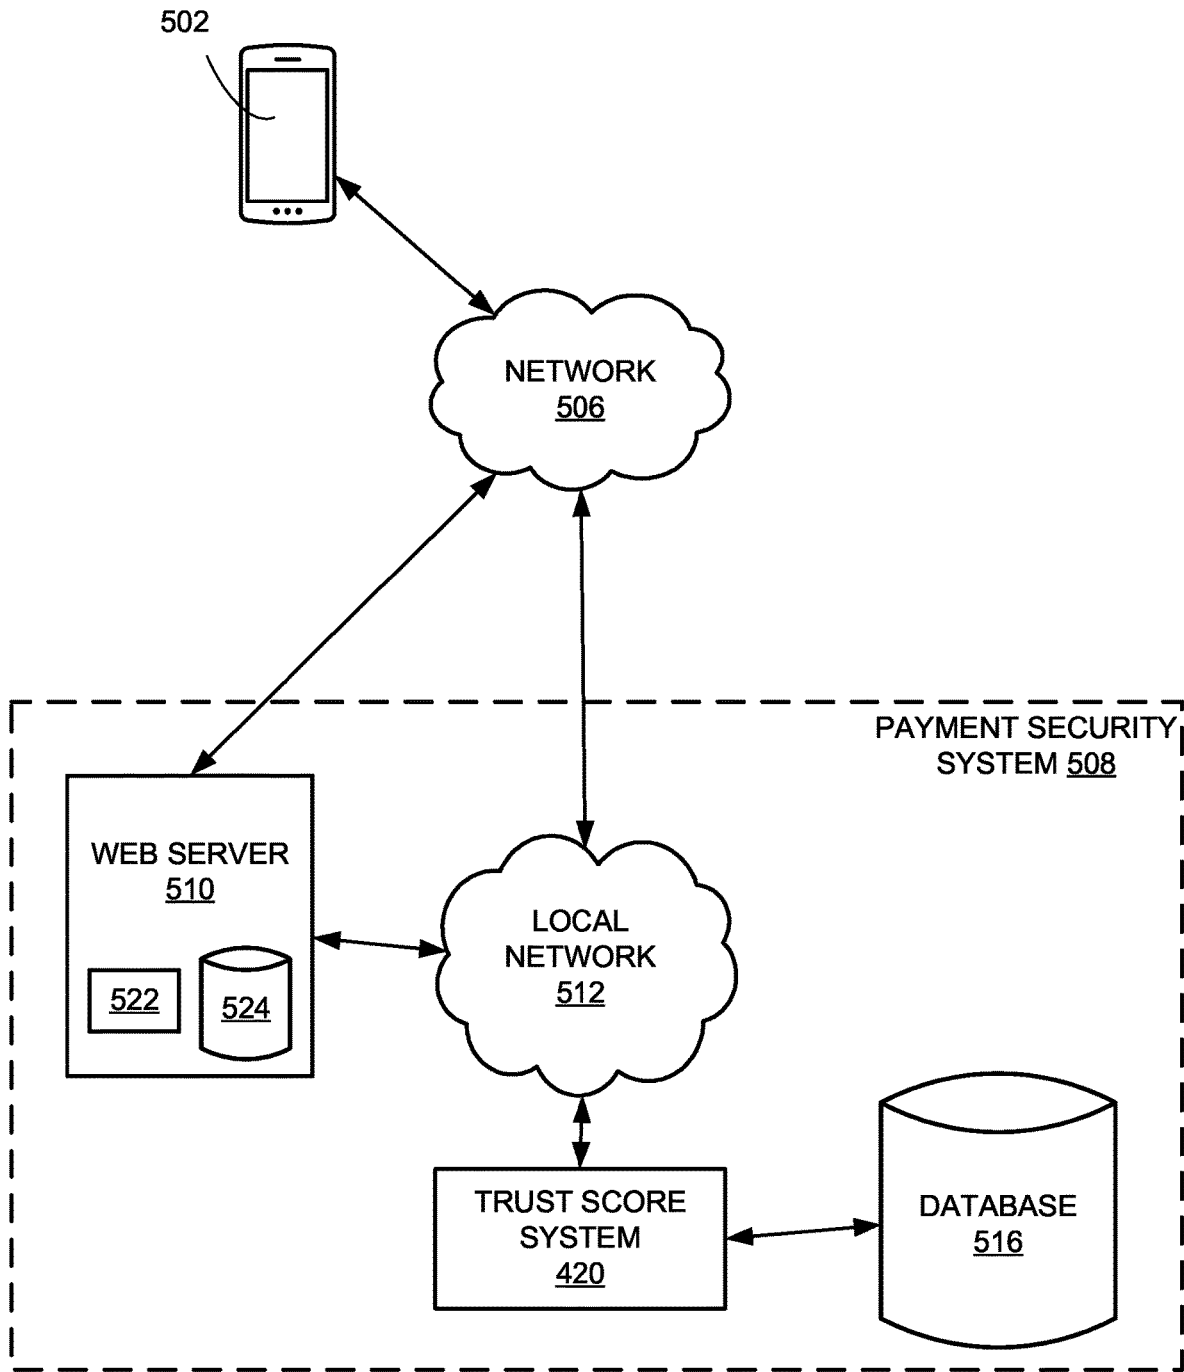 502
NETWORK
506
PAYMENT SECURITY
SYSTEM 508
WEB SERVER
510
522
524
LOCAL
NETWORK
512
TRUST SCORE
SYSTEM
420
DATABASE
516